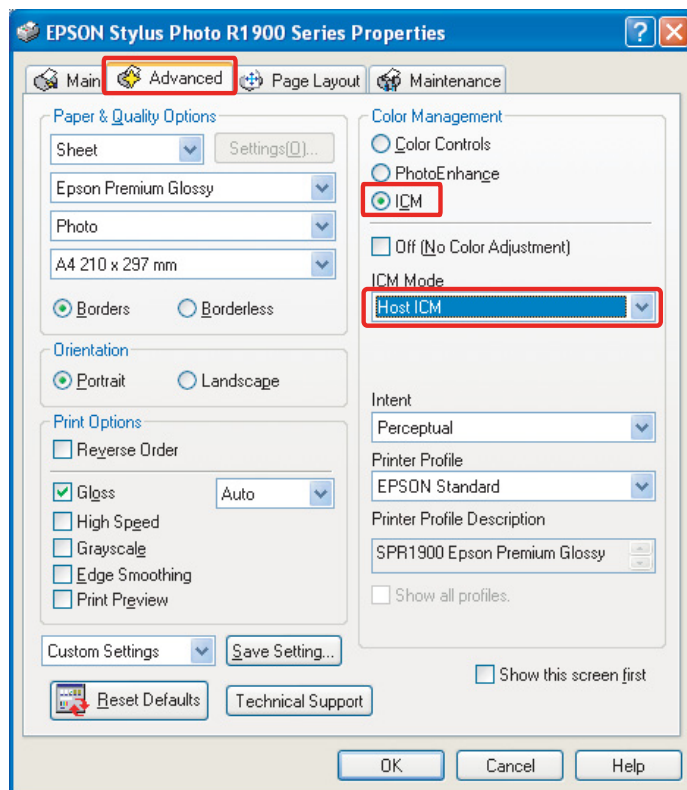 EPSON Stylus Photo R1900 Series Properties
Main
Advanced
Page Layout
Maintenance
Paper & Quality Options
Sheet
Settings(O)...
Epson Premium Glossy
Photo
A4 210 x 297 mm
Borders
Borderless
Orientation
Portrait
Landscape
Print Options
Reverse Order
Gloss
Auto
High Speed
Grayscale
Edge Smoothing
Print Preview
Color Management
Color Controls
PhotoEnhance
ICM
Off (No Color Adjustment)
ICM Mode
Host ICM
Intent
Perceptual
Printer Profile
EPSON Standard
Printer Profile Description
SPR1900 Epson Premium Glossy
Show all profiles.
Custom Settings
Save Setting...
Reset Defaults
Technical Support
Show this screen first
OK
Cancel
Help